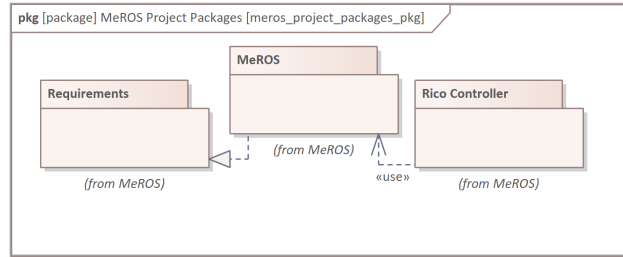 pkg [package] MeROS Project Packages [meros_project_packages_pkg]
MeROS
Requirements
Rico Controller
(from MeROS)
«use»
(from MeROS)
(from MeROS)